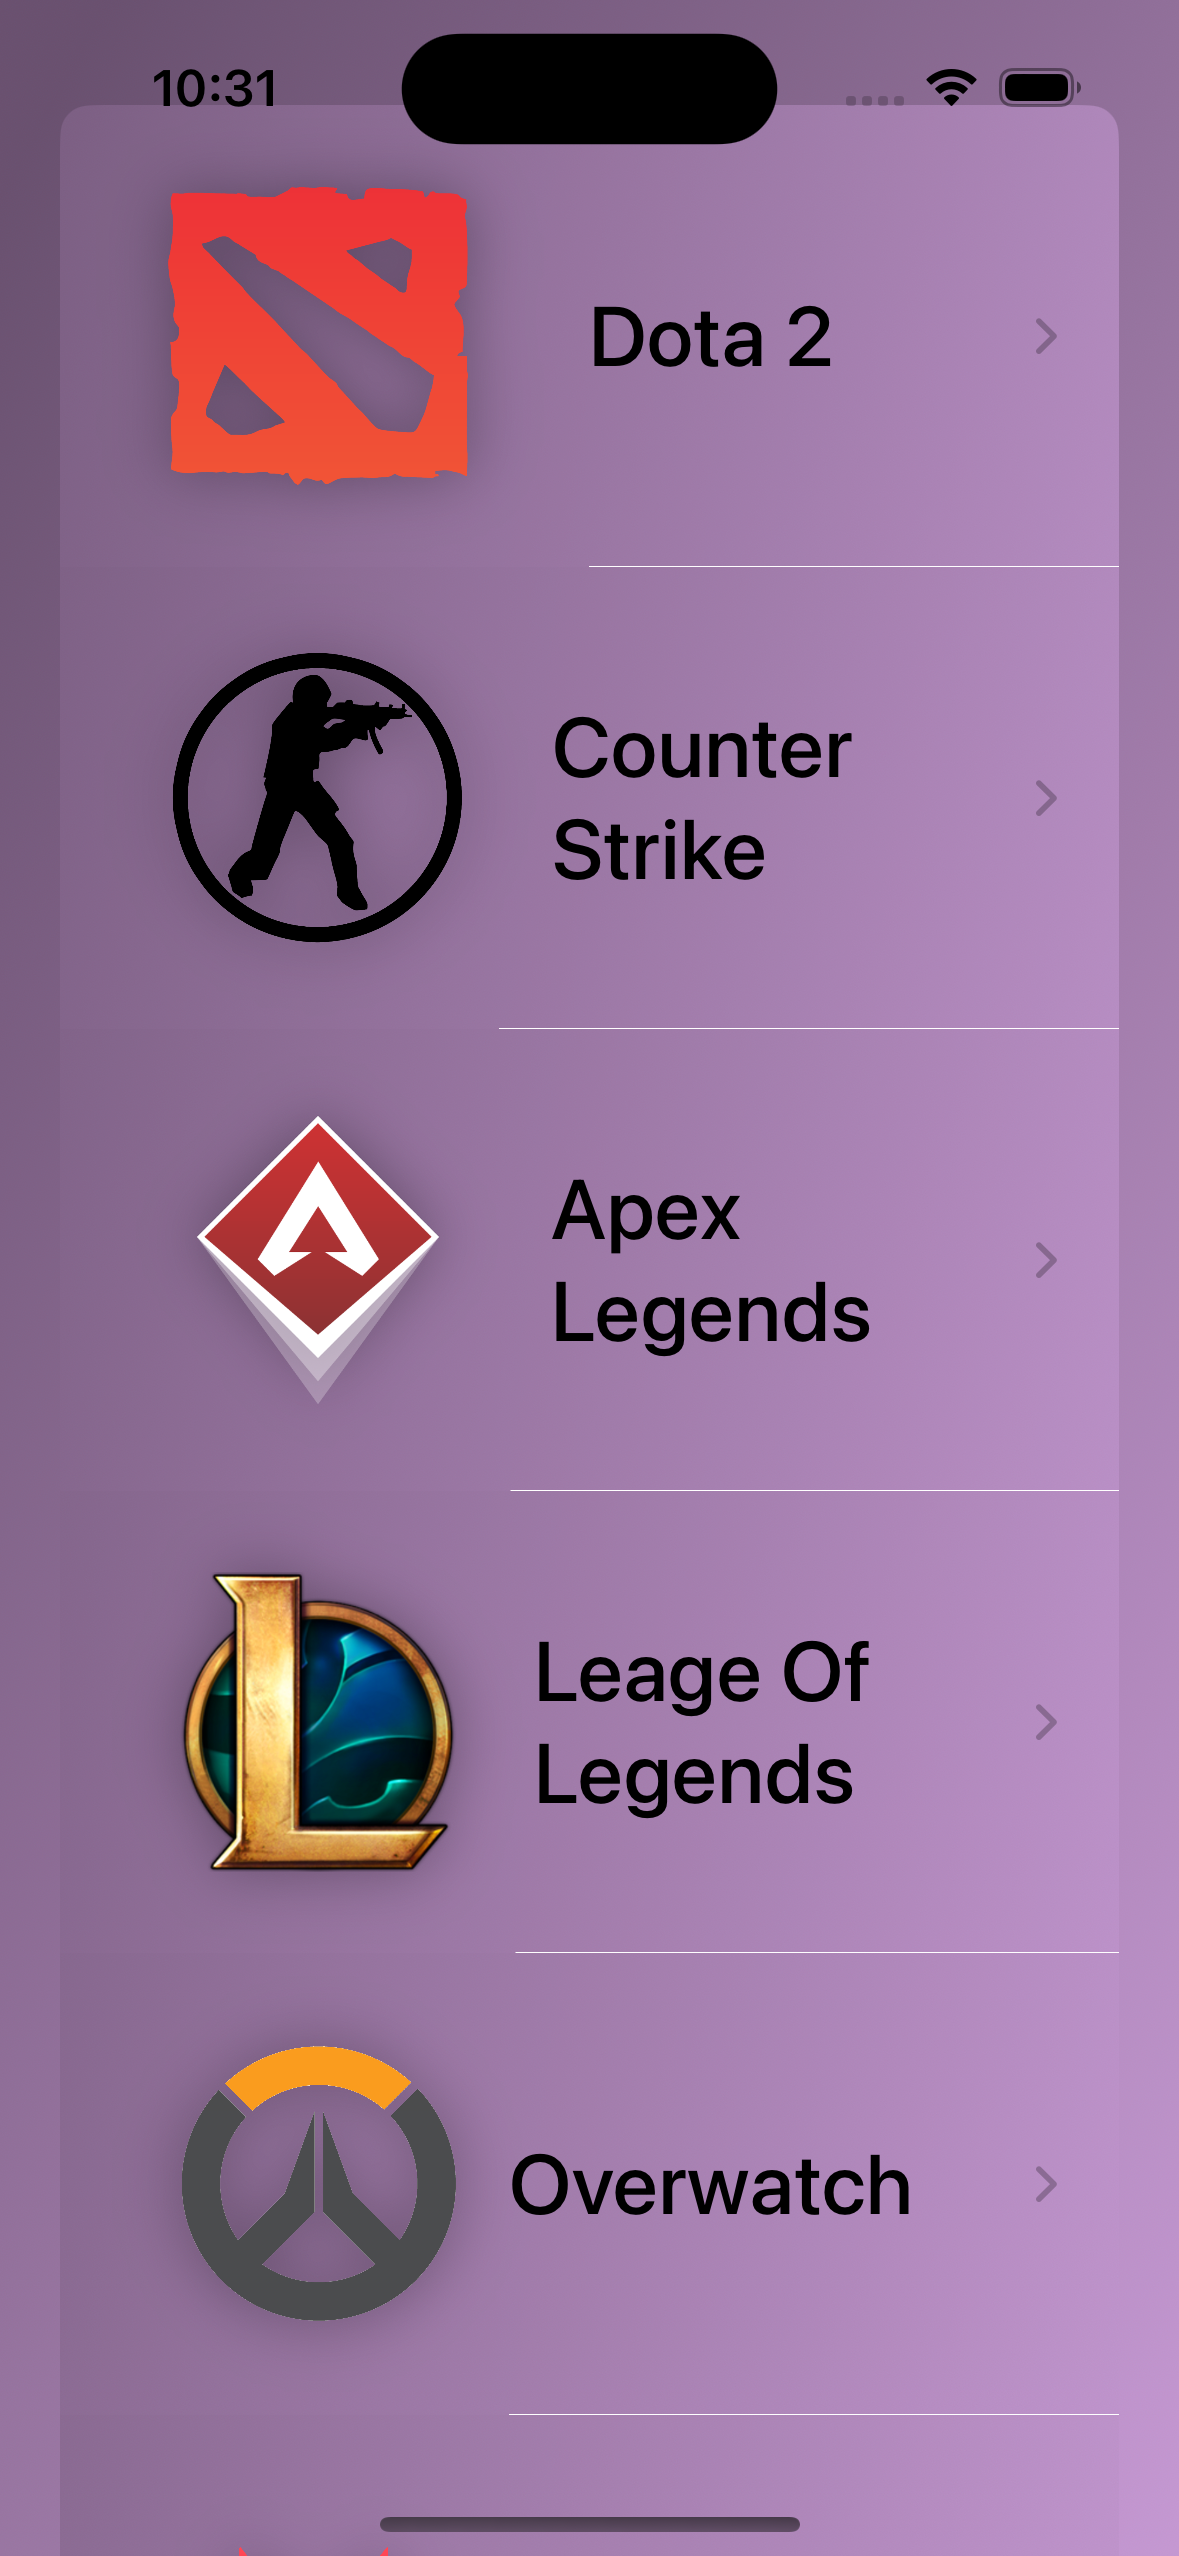 10:31
Dota 2
Counter
Strike
Apex
Legends
Leage Of
Legends
Overwatch